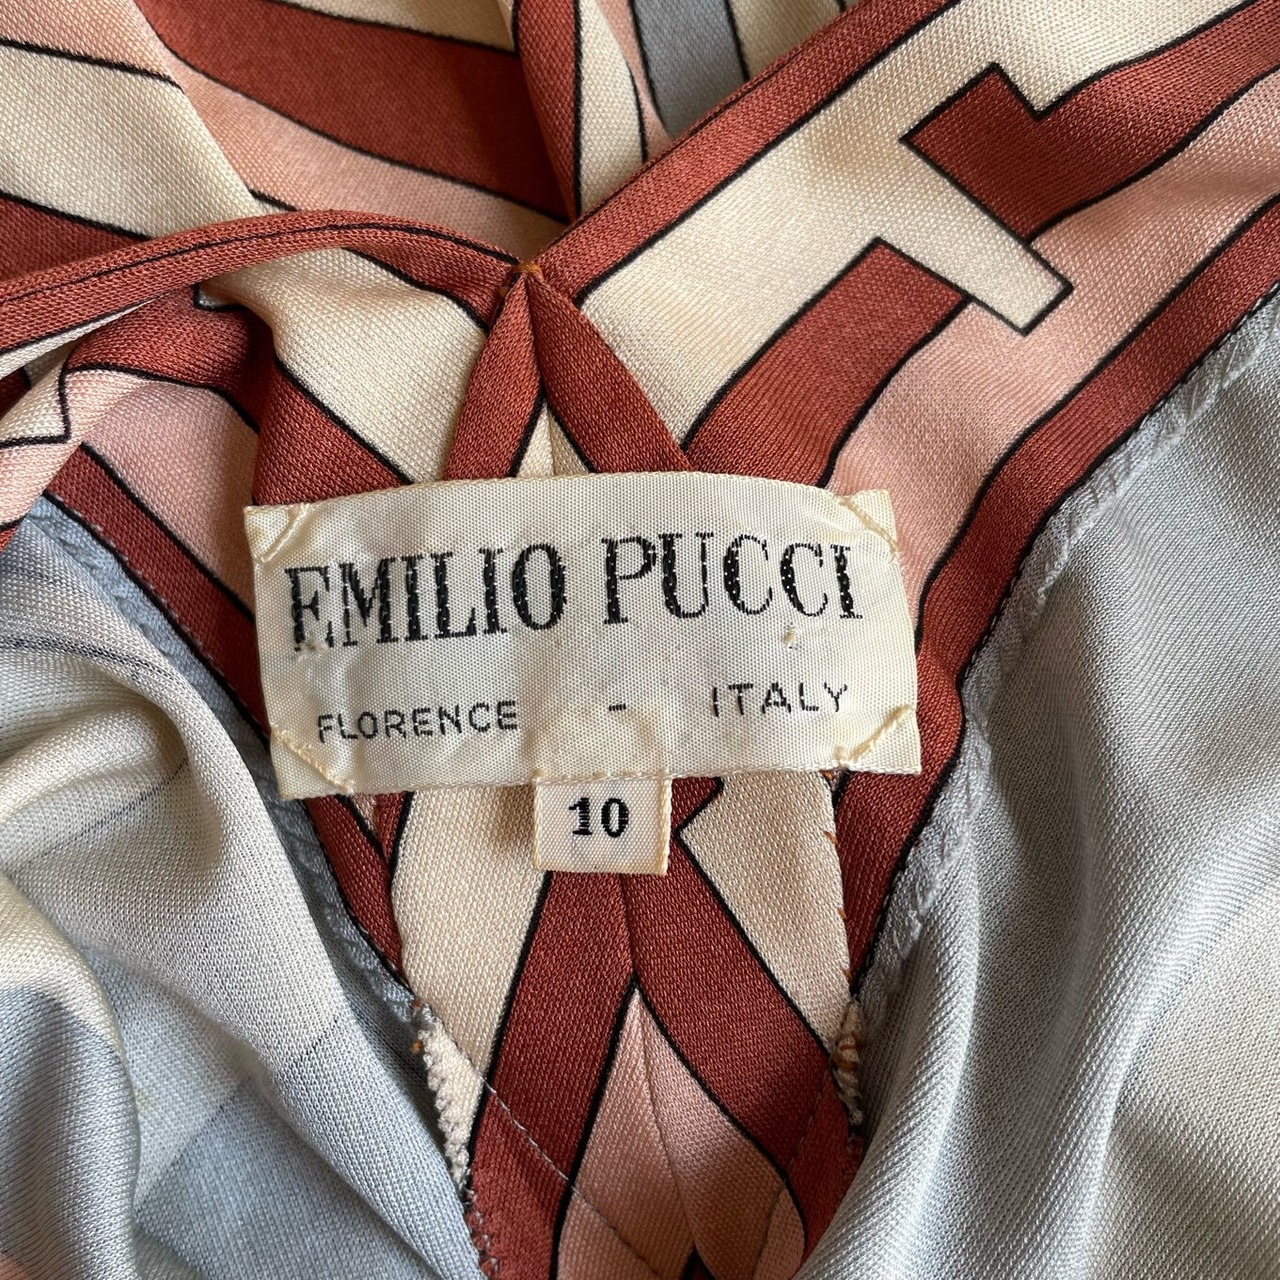 EMILIO PUCCI
FLORENCE - ITALY
10